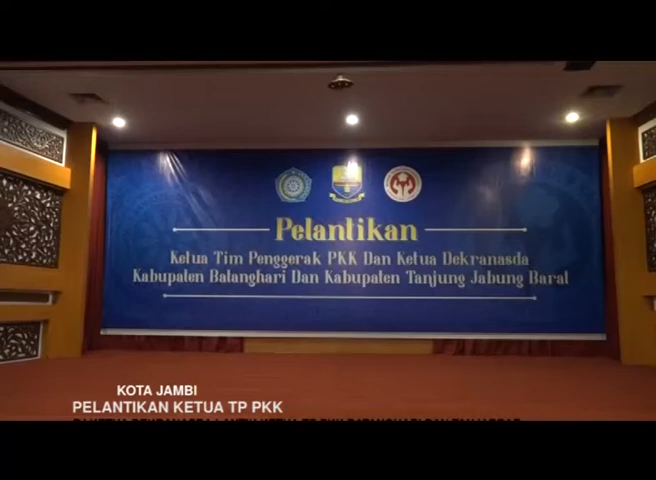 Pelantikan
Ketua Tim Penggerak PKK Dan Ketua Dekranasda
Kabupaten Balanghari Dan Kabupaten Tanjung Jabung Barat
KOTA JAMBI
PELANTIKAN KETUA TP PKK